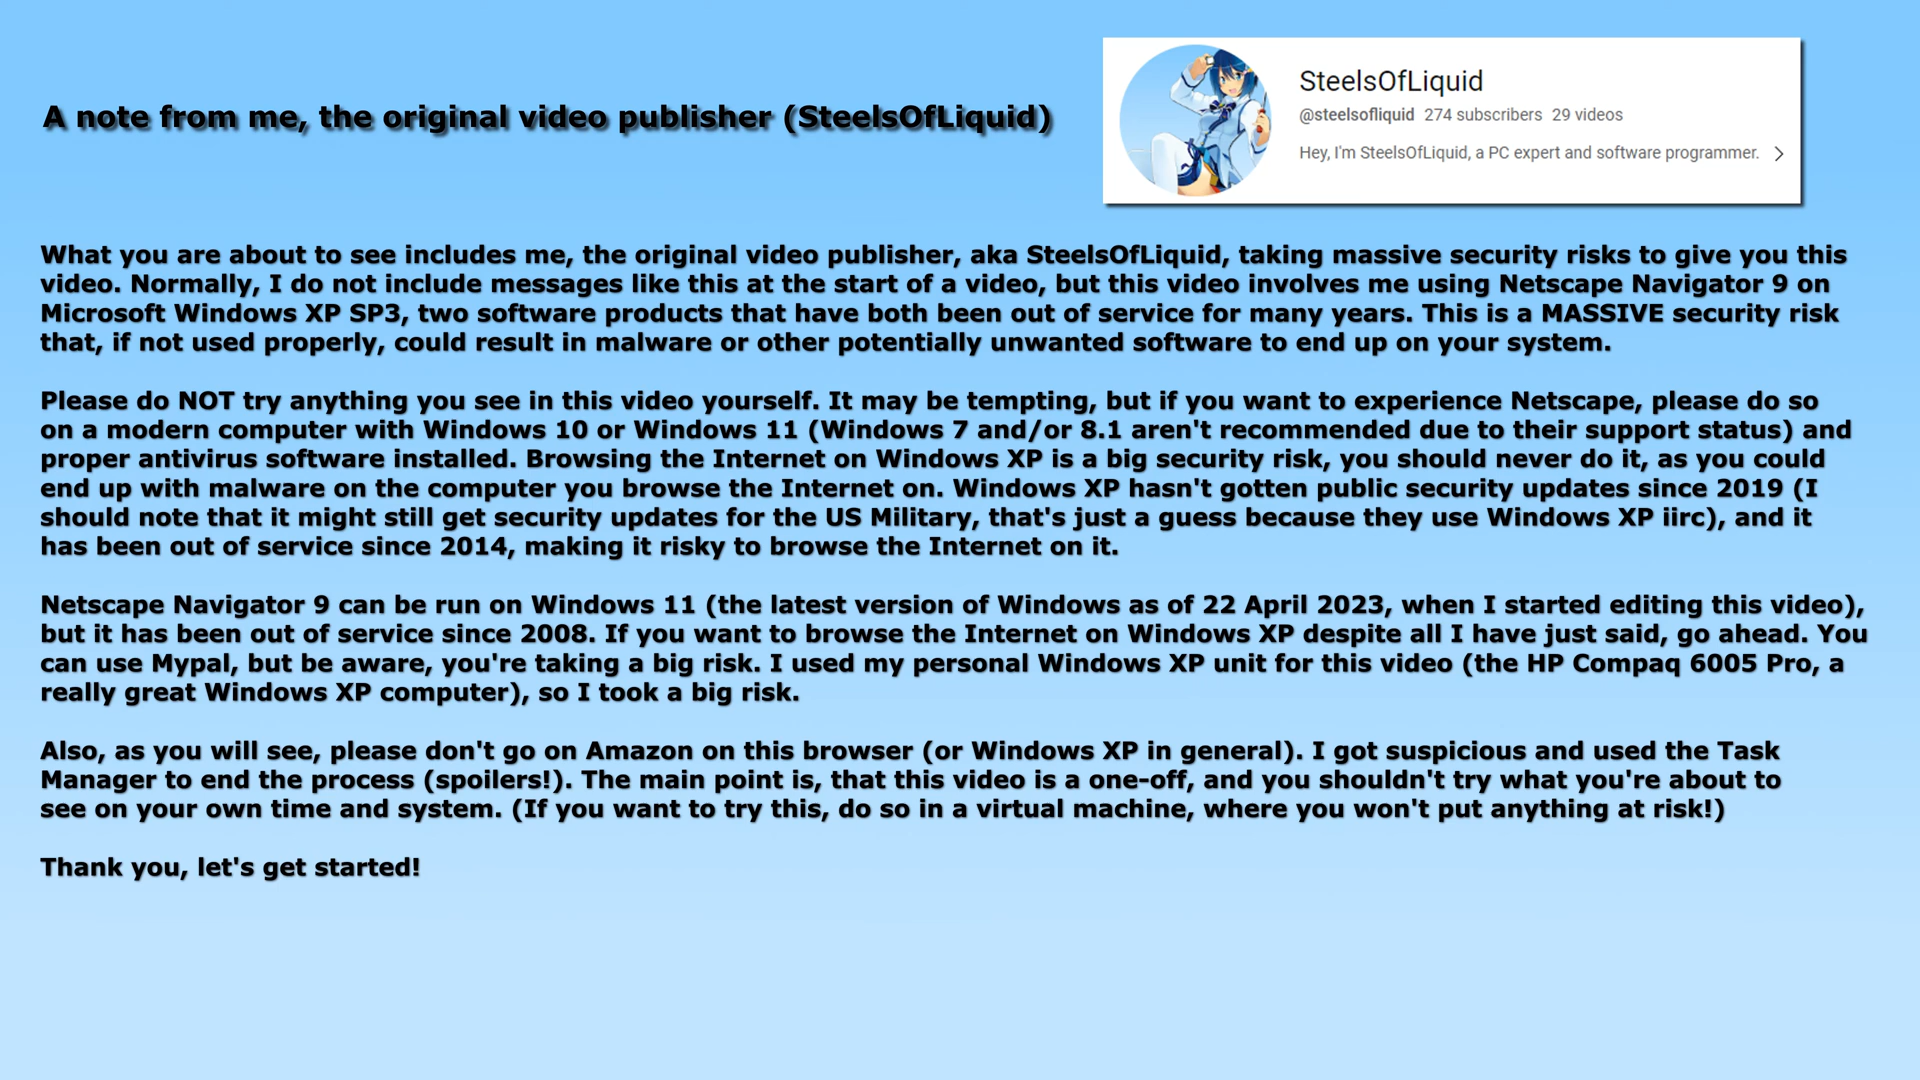 A note from me, the original video publisher (SteelsOfLiquid)
SteelsOfLiquid
@steelsofliquid 274 subscribers 29 videos
Hey, I'm SteelsOfLiquid, a PC expert and software programmer.
What you are about to see includes me, the original video publisher, aka SteelsOfLiquid, taking massive security risks to give you this
video. Normally, I do not include messages like this at the start of a video, but this video involves me using Netscape Navigator 9 on
Microsoft Windows XP SP3, two software products that have both been out of service for many years. This is a MASSIVE security risk
that, if not used properly, could result in malware or other potentially unwanted software to end up on your system.
Please do NOT try anything you see in this video yourself. It may be tempting, but if you want to experience Netscape, please do so
on a modern computer with Windows 10 or Windows 11 (Windows 7 and/or 8.1 aren't recommended due to their support status) and
proper antivirus software installed. Browsing the Internet on Windows XP is a big security risk, you should never do it, as you could
end up with malware on the computer you browse the Internet on. Windows XP hasn't gotten public security updates since 2019 (I
should note that it might still get security updates for the US Military, that's just a guess because they use Windows XP iirc), and it
has been out of service since 2014, making it risky to browse the Internet on it.
Netscape Navigator 9 can be run on Windows 11 (the latest version of Windows as of 22 April 2023, when I started editing this video),
but it has been out of service since 2008. If you want to browse the Internet on Windows XP despite all I have just said, go ahead. You
can use Mypal, but be aware, you're taking a big risk. I used my personal Windows XP unit for this video (the HP Compaq 6005 Pro, a
really great Windows XP computer), so I took a big risk.
Also, as you will see, please don't go on Amazon on this browser (or Windows XP in general). I got suspicious and used the Task
Manager to end the process (spoilers!). The main point is, that this video is a one-off, and you shouldn't try what you're about to
see on your own time and system. (If you want to try this, do so in a virtual machine, where you won't put anything at risk!)
Thank you, let's get started!